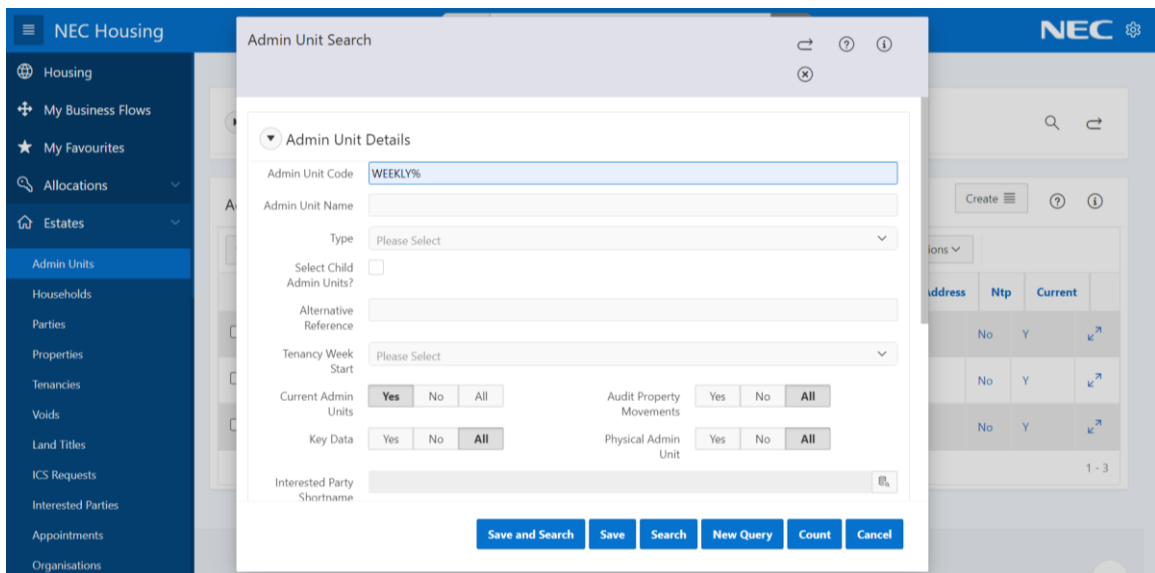 NEC Housing
NEC
Housing
My Business Flows
My Favourites
Allocations
Estates
Admin Units
Households
Parties
Properties
Tenancies
Voids
Land Titles
ICS Requests
Interested Parties
Appointments
Organisations
Admin Unit Search
Admin Unit Details
Admin Unit Code WEEKLY%
Admin Unit Name
Type Please Select
Select Child
Admin Units?
Alternative
Reference
Tenancy Week Please Select
Start
Current Admin Yes No All Audit Property Yes No All
Units Movements
Key Data Yes No All Physical Admin Yes No All
Unit
Interested Party
Shortname
Save and Search Save Search New Query Count Cancel
Create
Address Ntp Current
No Y
No Y
No Y
1 - 3